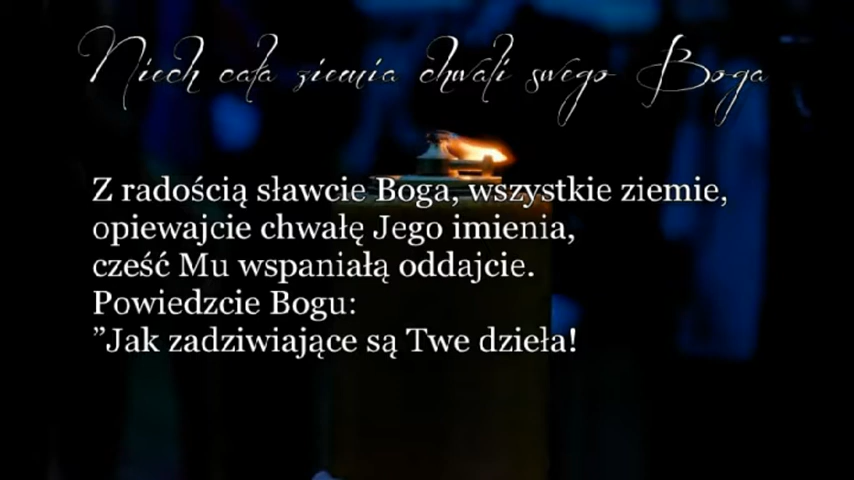 Niech cała ziemia chwali swego Boga
Z radością sławcie Boga, wszystkie ziemie,
opiewajcie chwałę Jego imienia,
cześć Mu wspaniałą oddajcie.
Powiedzcie Bogu:
”Jak zadziwiające są Twe dzieła!